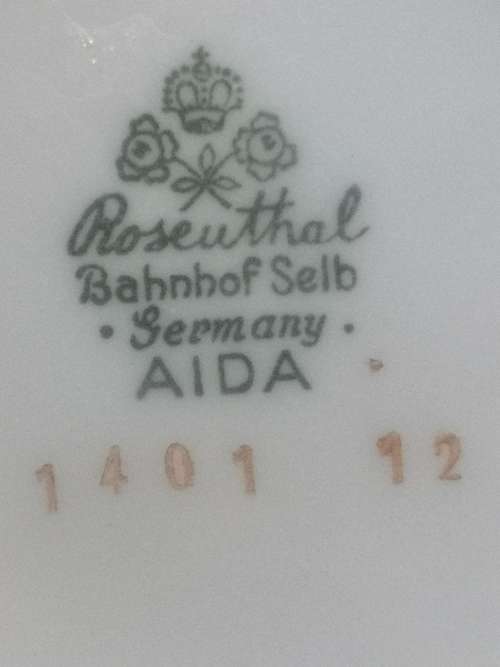 Rosenthal
Bahnhof Selb
· Germany ·
AIDA
1401 12